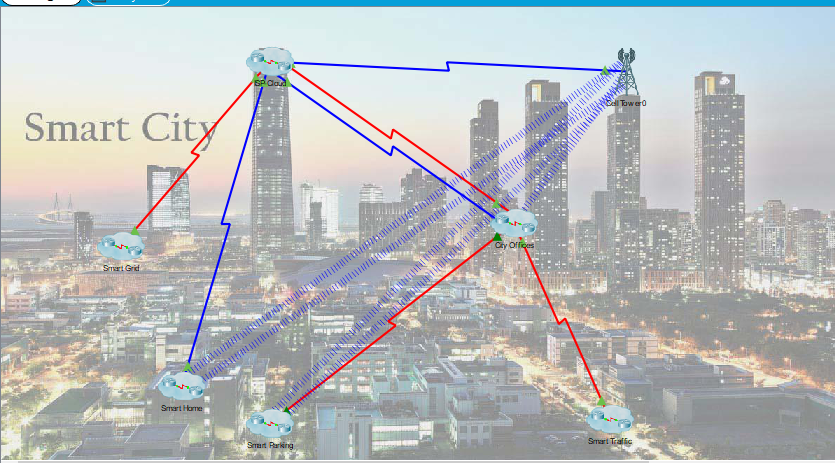 ISP Cloud
Cell Tower0
Smart City
City Offices
Smart Grid
Smart Home
Smart Parking
Smart Traffic